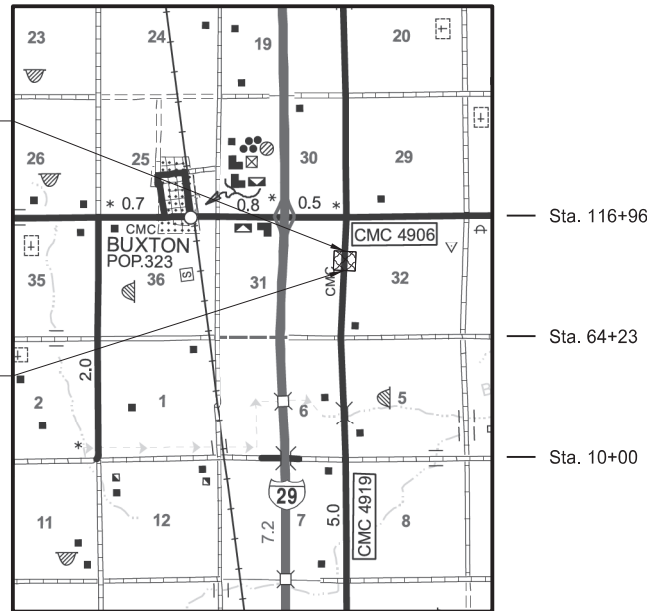 23
24
19
20
26
25
30
29
* 0.7
0.8
*
0.5
*
Sta. 116+96
CMC
BUXTON
POP.323
CMC 4906
35
36
S
31
CMC
32
Sta. 64+23
2.0
2
1
6
5
B
*
Sta. 10+00
29
11
12
7.2
7
5.0
CMC 4919
8